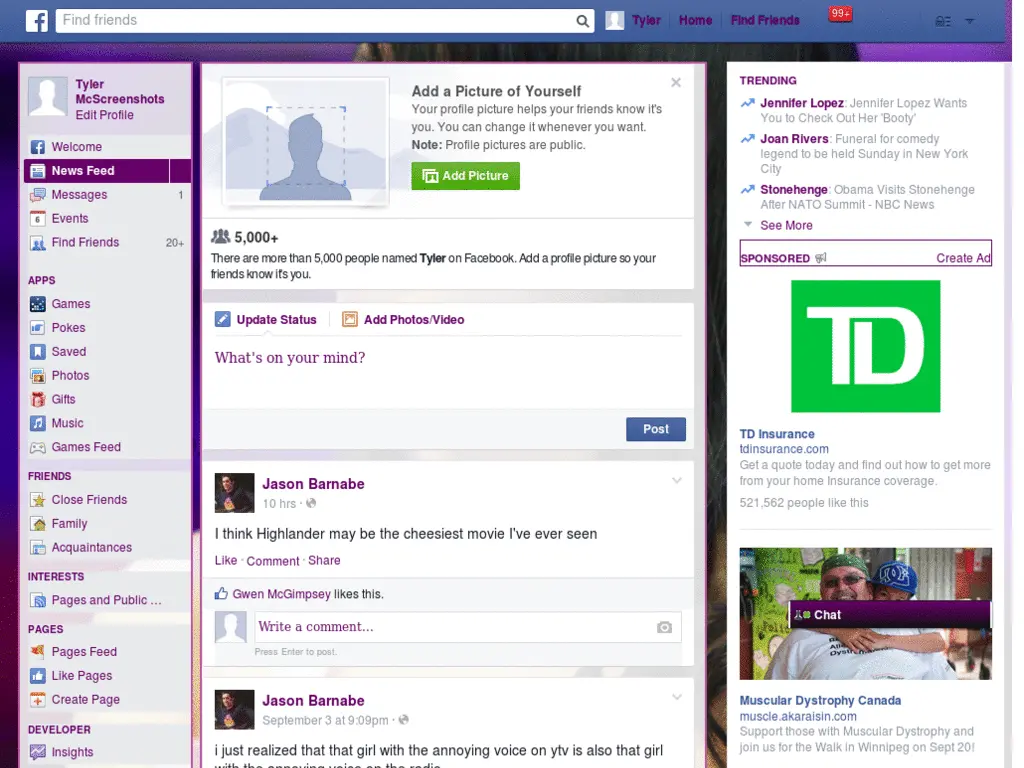 Find friends
Tyler
Home
Find Friends
99+
Tyler
McScreenshots
Edit Profile
Welcome
News Feed
Messages 1
Events
Find Friends 20+
APPS
Games
Pokes
Saved
Photos
Gifts
Music
Games Feed
FRIENDS
Close Friends
Family
Acquaintances
INTERESTS
Pages and Public ...
PAGES
Pages Feed
Like Pages
Create Page
DEVELOPER
Insights
Add a Picture of Yourself
Your profile picture helps your friends know it's
you. You can change it whenever you want.
Note: Profile pictures are public.
Add Picture
5,000+
There are more than 5,000 people named Tyler on Facebook. Add a profile picture so your
friends know it's you.
Update Status
Add Photos/Video
What's on your mind?
Post
Jason Barnabe
10 hrs ·
I think Highlander may be the cheesiest movie I've ever seen
Like · Comment · Share
Gwen McGimpsey likes this.
Write a comment...
Press Enter to post.
Jason Barnabe
September 3 at 9:09pm ·
i just realized that that girl with the annoying voice on ytv is also that girl
with the annoying voice on the radio
TRENDING
Jennifer Lopez: Jennifer Lopez Wants
You to Check Out Her 'Booty'
Joan Rivers: Funeral for comedy
legend to be held Sunday in New York
City
Stonehenge: Obama Visits Stonehenge
After NATO Summit - NBC News
See More
SPONSORED
Create Ad
TD
TD Insurance
tdinsurance.com
Get a quote today and find out how to get more
from your home Insurance coverage.
521,562 people like this
Chat
Muscular Dystrophy Canada
muscle.akaraisin.com
Support those with Muscular Dystrophy and
join us for the Walk in Winnipeg on Sept 20!